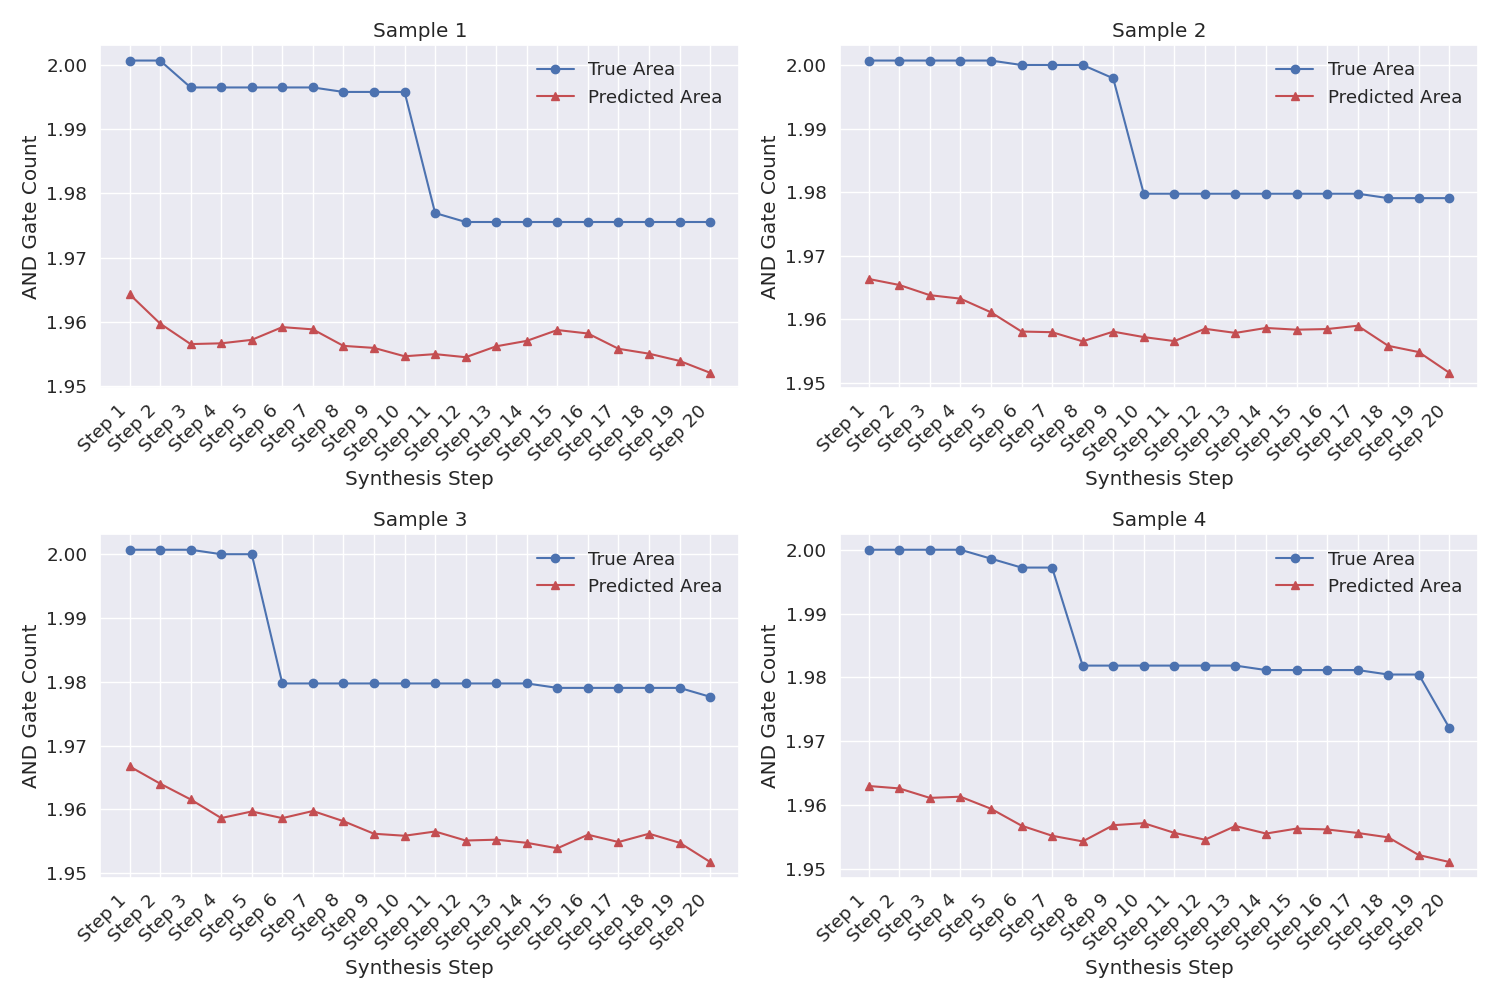 Sample 1
AND Gate Count
2.00
1.99
1.98
1.97
1.96
1.95
True Area
Predicted Area
Step 1
Step 2
Step 3
Step 4
Step 5
Step 6
Step 7
Step 8
Step 9
Step 10
Step 11
Step 12
Step 13
Step 14
Step 15
Step 16
Step 17
Step 18
Step 19
Step 20
Synthesis Step
Sample 2
AND Gate Count
2.00
1.99
1.98
1.97
1.96
1.95
True Area
Predicted Area
Step 1
Step 2
Step 3
Step 4
Step 5
Step 6
Step 7
Step 8
Step 9
Step 10
Step 11
Step 12
Step 13
Step 14
Step 15
Step 16
Step 17
Step 18
Step 19
Step 20
Synthesis Step
Sample 3
AND Gate Count
2.00
1.99
1.98
1.97
1.96
1.95
True Area
Predicted Area
Step 1
Step 2
Step 3
Step 4
Step 5
Step 6
Step 7
Step 8
Step 9
Step 10
Step 11
Step 12
Step 13
Step 14
Step 15
Step 16
Step 17
Step 18
Step 19
Step 20
Synthesis Step
Sample 4
AND Gate Count
2.00
1.99
1.98
1.97
1.96
1.95
True Area
Predicted Area
Step 1
Step 2
Step 3
Step 4
Step 5
Step 6
Step 7
Step 8
Step 9
Step 10
Step 11
Step 12
Step 13
Step 14
Step 15
Step 16
Step 17
Step 18
Step 19
Step 20
Synthesis Step